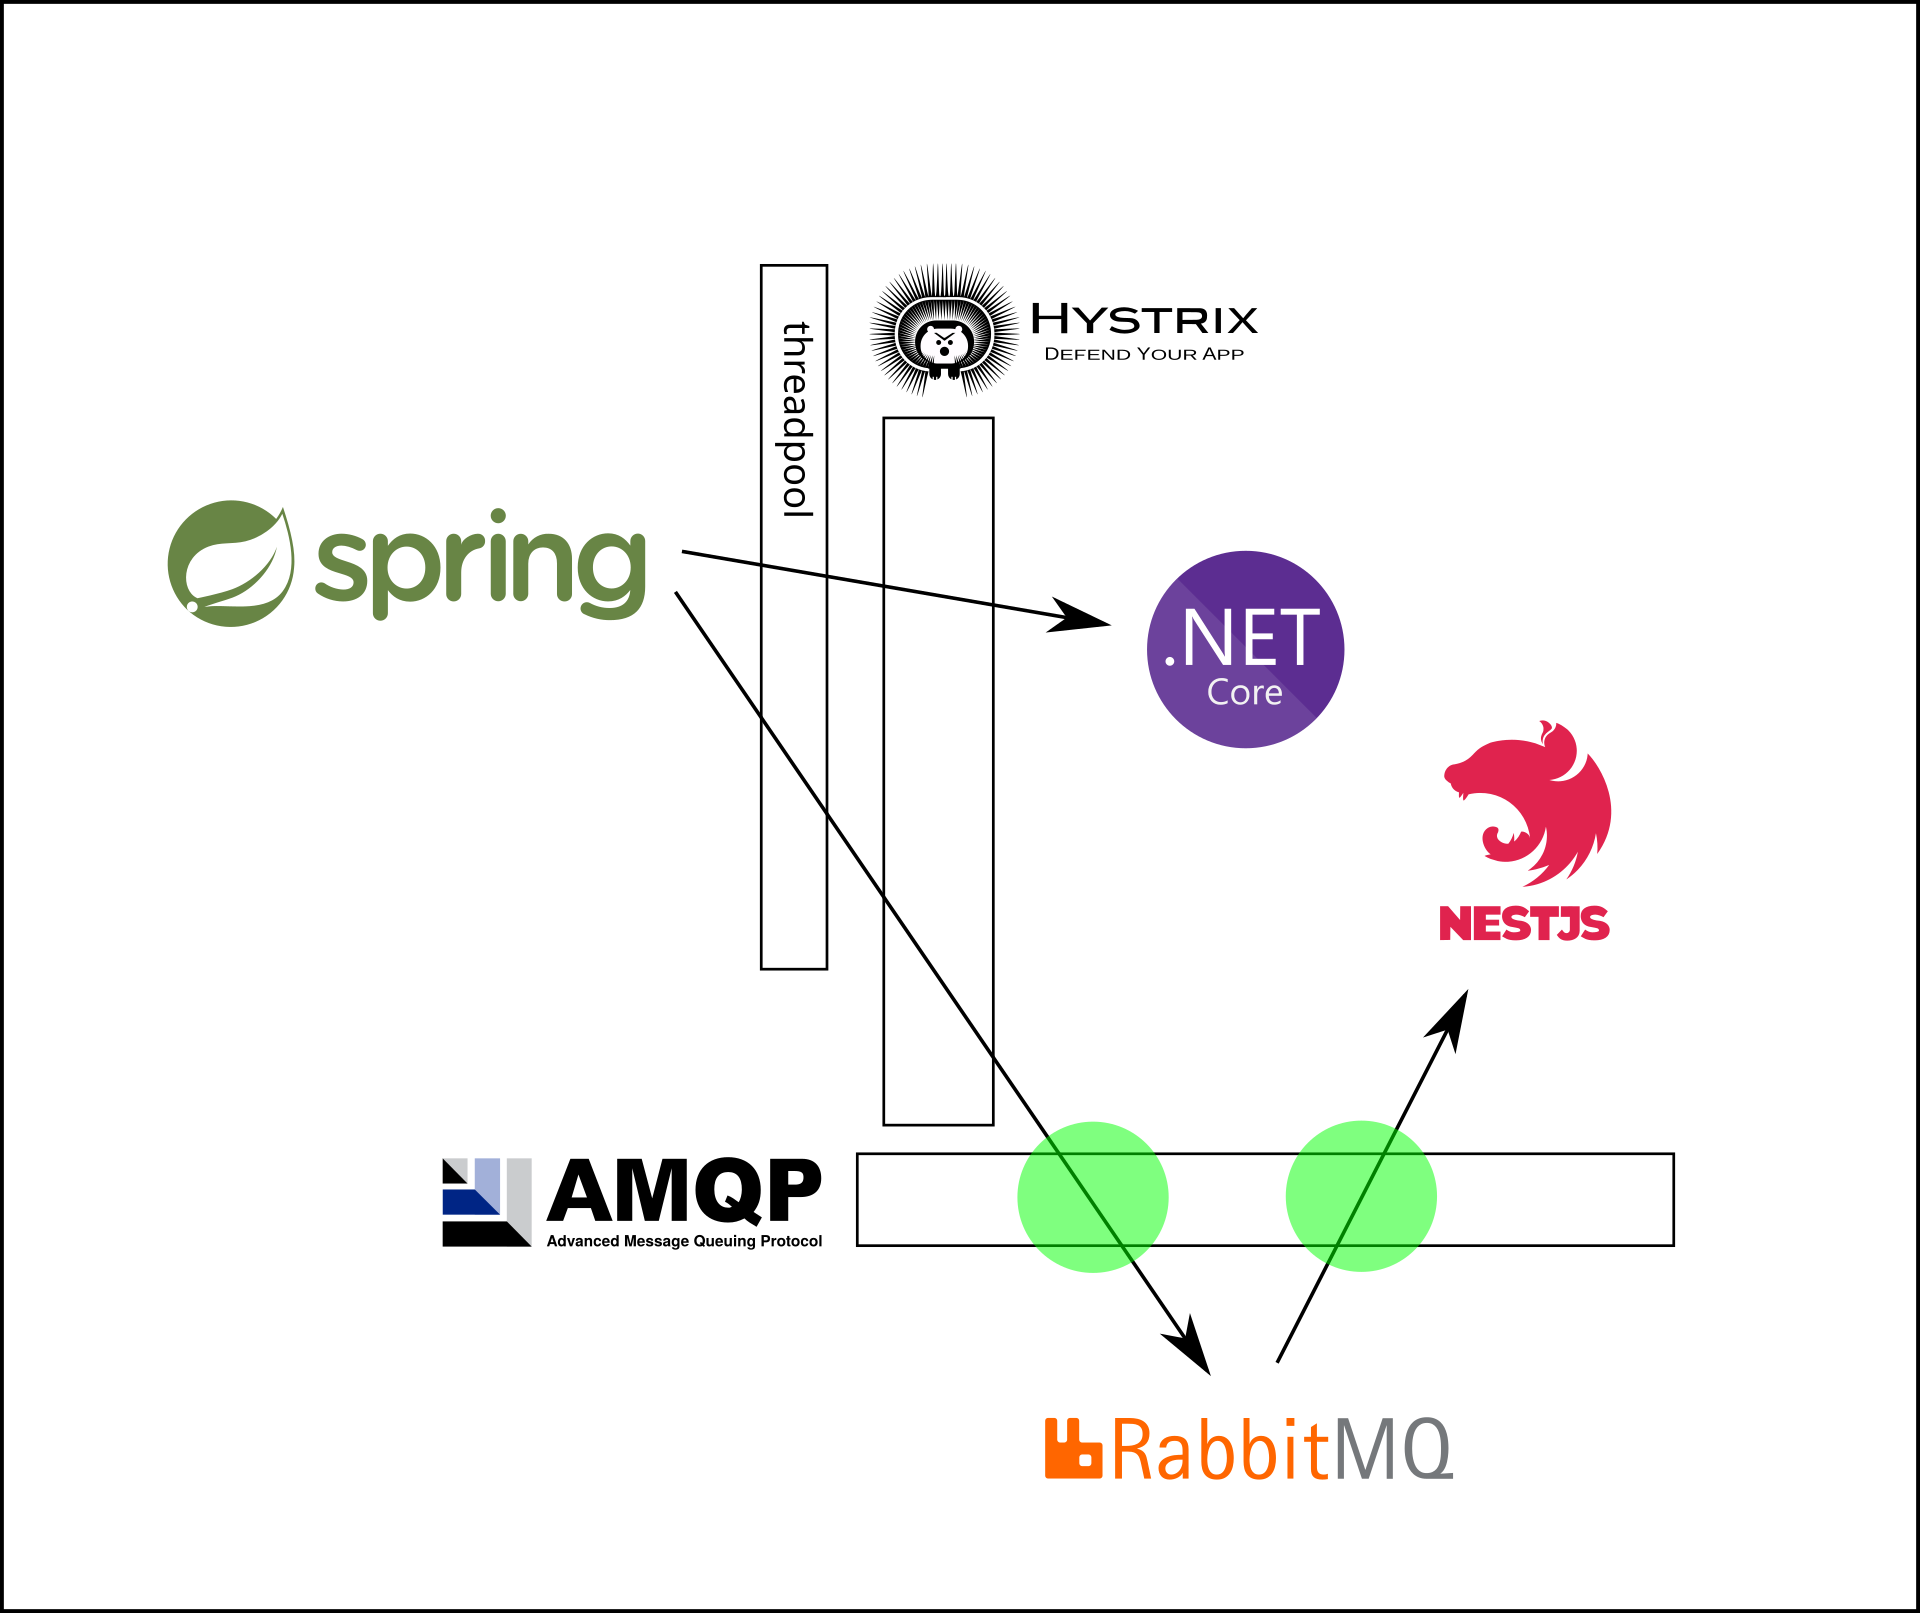 threadpool
HYSTRIX
DEFEND YOUR APP
spring
.NET
Core
NESTJS
AMQP
Advanced Message Queuing Protocol
RabbitMQ